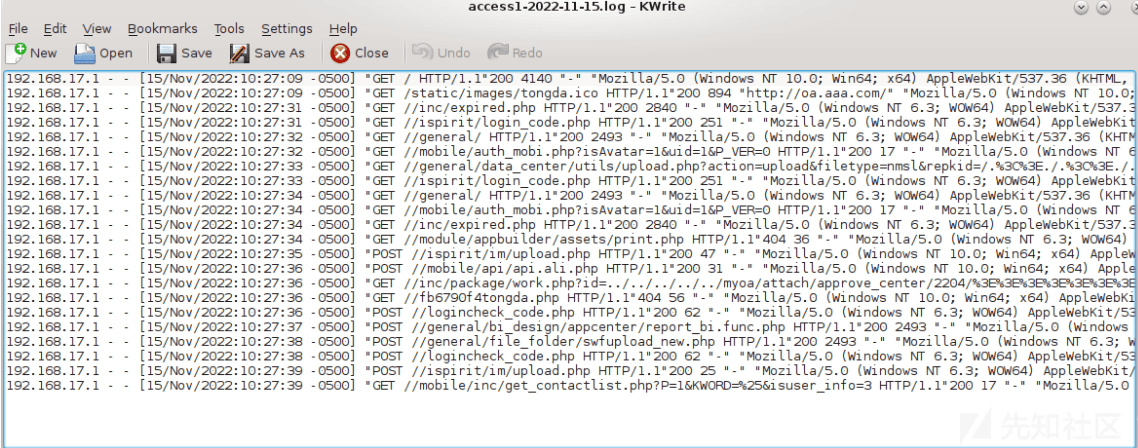 access1-2022-11-15.log – KWrite
File Edit View Bookmarks Tools Settings Help
New Open Save Save As Close Undo Redo
192.168.17.1 - - [15/Nov/2022:10:27:09 -0500] "GET / HTTP/1.1"200 4140 "-" "Mozilla/5.0 (Windows NT 10.0; Win64; x64) AppleWebKit/537.36 (KHTML,
192.168.17.1 - - [15/Nov/2022:10:27:09 -0500] "GET /static/images/tongda.ico HTTP/1.1"200 894 "http://oa.aaa.com/" "Mozilla/5.0 (Windows NT 10.0;
192.168.17.1 - - [15/Nov/2022:10:27:31 -0500] "GET //inc/expired.php HTTP/1.1"200 2840 "-" "Mozilla/5.0 (Windows NT 6.3; WOW64) AppleWebKit/537.3
192.168.17.1 - - [15/Nov/2022:10:27:31 -0500] "GET //ispirit/login_code.php HTTP/1.1"200 251 "-" "Mozilla/5.0 (Windows NT 6.3; WOW64) AppleWebKit
192.168.17.1 - - [15/Nov/2022:10:27:32 -0500] "GET //general/ HTTP/1.1"200 2493 "-" "Mozilla/5.0 (Windows NT 6.3; WOW64) AppleWebKit/537.36 (KHTM
192.168.17.1 - - [15/Nov/2022:10:27:32 -0500] "GET //mobile/auth_mobi.php?isAvatar=1&uid=1&P_VER=0 HTTP/1.1"200 17 "-" "Mozilla/5.0 (Windows NT 6
192.168.17.1 - - [15/Nov/2022:10:27:33 -0500] "GET //general/data_center/utils/upload.php?action=upload&filetype=nmsl&repkid=/.%3C%3E./.%3C%3E./.
192.168.17.1 - - [15/Nov/2022:10:27:33 -0500] "GET //ispirit/login_code.php HTTP/1.1"200 251 "-" "Mozilla/5.0 (Windows NT 6.3; WOW64) AppleWebKit
192.168.17.1 - - [15/Nov/2022:10:27:34 -0500] "GET //general/ HTTP/1.1"200 2493 "-" "Mozilla/5.0 (Windows NT 6.3; WOW64) AppleWebKit/537.36 (KHTM
192.168.17.1 - - [15/Nov/2022:10:27:34 -0500] "GET //mobile/auth_mobi.php?isAvatar=1&uid=1&P_VER=0 HTTP/1.1"200 17 "-" "Mozilla/5.0 (Windows NT 6
192.168.17.1 - - [15/Nov/2022:10:27:34 -0500] "GET //inc/expired.php HTTP/1.1"200 2840 "-" "Mozilla/5.0 (Windows NT 6.3; WOW64) AppleWebKit/537.3
192.168.17.1 - - [15/Nov/2022:10:27:34 -0500] "GET //module/appbuilder/assets/print.php HTTP/1.1"404 36 "-" "Mozilla/5.0 (Windows NT 6.3; WOW64)
192.168.17.1 - - [15/Nov/2022:10:27:35 -0500] "POST //ispirit/im/upload.php HTTP/1.1"200 47 "-" "Mozilla/5.0 (Windows NT 10.0; Win64; x64) AppleW
192.168.17.1 - - [15/Nov/2022:10:27:36 -0500] "POST //mobile/api/api.ali.php HTTP/1.1"200 31 "-" "Mozilla/5.0 (Windows NT 10.0; Win64; x64) Apple
192.168.17.1 - - [15/Nov/2022:10:27:36 -0500] "GET //inc/package/work.php?id=../../../../../myoa/attach/approve_center/2204/%3E%3E%3E%3E%3E%3E%3E
192.168.17.1 - - [15/Nov/2022:10:27:36 -0500] "GET //fb6790f4tongda.php HTTP/1.1"404 56 "-" "Mozilla/5.0 (Windows NT 10.0; Win64; x64) AppleWebKi
192.168.17.1 - - [15/Nov/2022:10:27:36 -0500] "POST //logincheck_code.php HTTP/1.1"200 62 "-" "Mozilla/5.0 (Windows NT 6.3; WOW64) AppleWebKit/53
192.168.17.1 - - [15/Nov/2022:10:27:37 -0500] "POST //general/bi_design/appcenter/report_bi.func.php HTTP/1.1"200 2493 "-" "Mozilla/5.0 (Windows
192.168.17.1 - - [15/Nov/2022:10:27:38 -0500] "POST //general/file_folder/swfupload_new.php HTTP/1.1"200 2493 "-" "Mozilla/5.0 (Windows NT 6.3; W
192.168.17.1 - - [15/Nov/2022:10:27:38 -0500] "POST //logincheck_code.php HTTP/1.1"200 62 "-" "Mozilla/5.0 (Windows NT 6.3; WOW64) AppleWebKit/53
192.168.17.1 - - [15/Nov/2022:10:27:39 -0500] "POST //ispirit/im/upload.php HTTP/1.1"200 25 "-" "Mozilla/5.0 (Windows NT 6.3; WOW64) AppleWebKit/
192.168.17.1 - - [15/Nov/2022:10:27:39 -0500] "GET //mobile/inc/get_contactlist.php?P=1&KWORD=%25&isuser_info=3 HTTP/1.1"200 17 "-" "Mozilla/5.0
先知社区